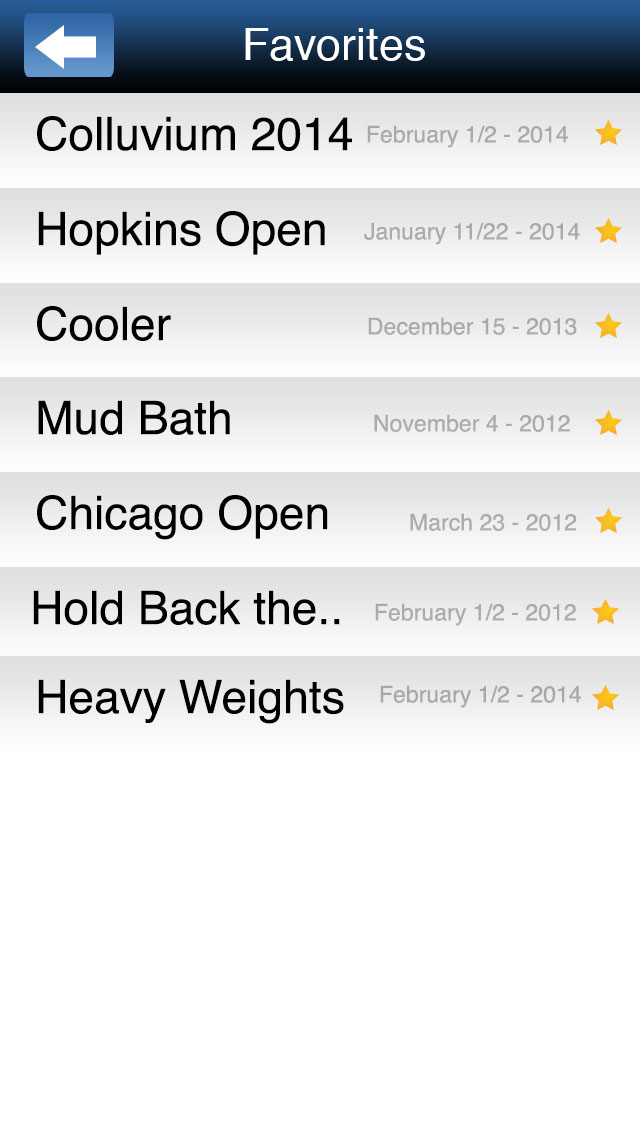 Favorites
Colluvium 2014 February 1/2 - 2014
Hopkins Open January 11/22 - 2014
Cooler December 15 - 2013
Mud Bath November 4 - 2012
Chicago Open March 23 - 2012
Hold Back the.. February 1/2 - 2012
Heavy Weights February 1/2 - 2014